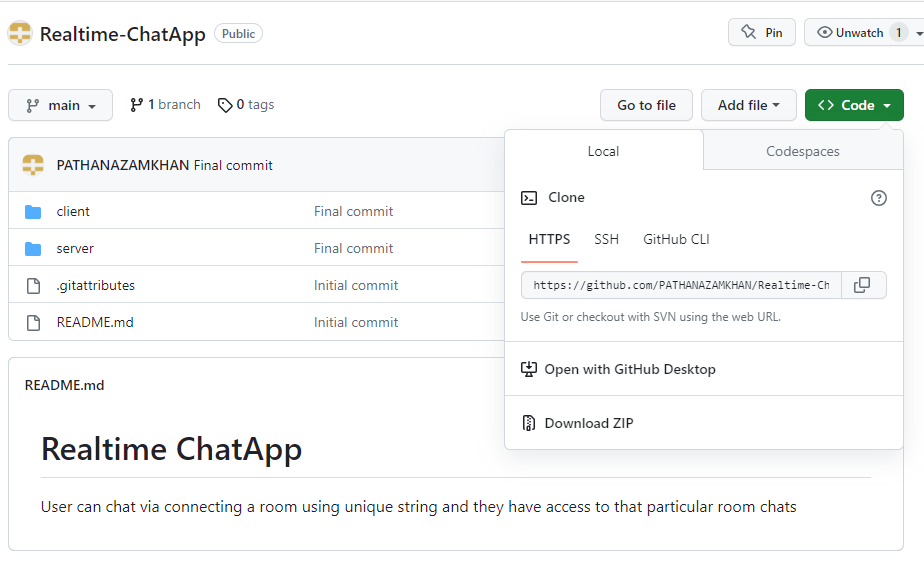 Realtime-ChatApp Public Pin Unwatch 1
main 1 branch 0 tags Go to file Add file <> Code
PATHANAZAMKHAN Final commit
client Final commit
server Final commit
.gitattributes Initial commit
README.md Initial commit
Local Codespaces
Clone
HTTPS SSH GitHub CLI
https://github.com/PATHANAZAMKHAN/Realtime-Ch
Use Git or checkout with SVN using the web URL.
Open with GitHub Desktop
Download ZIP
README.md
Realtime ChatApp
User can chat via connecting a room using unique string and they have access to that particular room chats